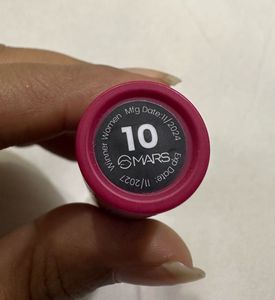 Winner Women
Mfg Date:11/2024
10
MARS
Exp Date: 11/2027